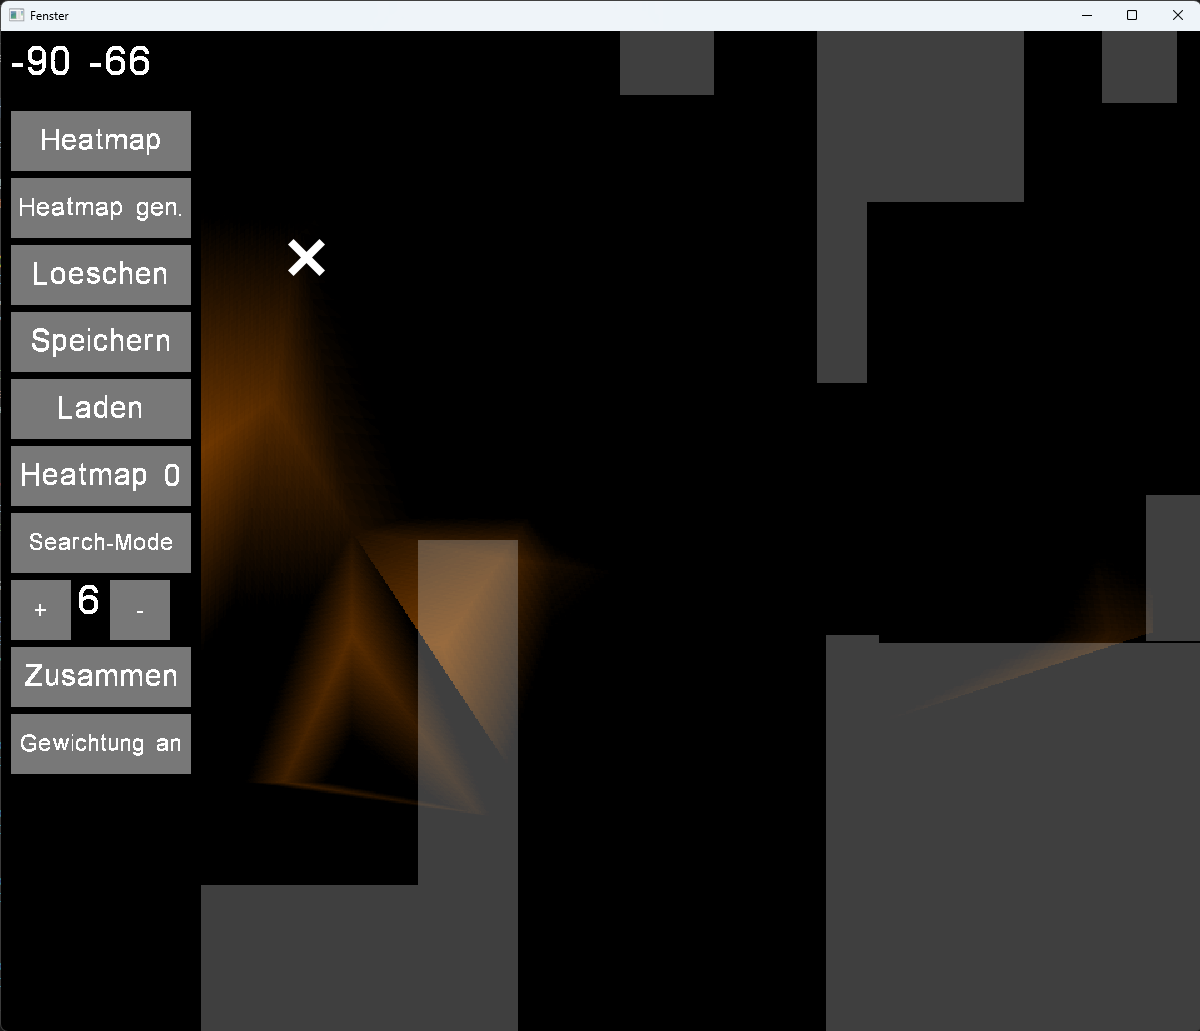 Fenster
-90 -66
Heatmap
Heatmap gen.
Loeschen
Speichern
Laden
Heatmap 0
Search-Mode
+ 6 -
Zusammen
Gewichtung an